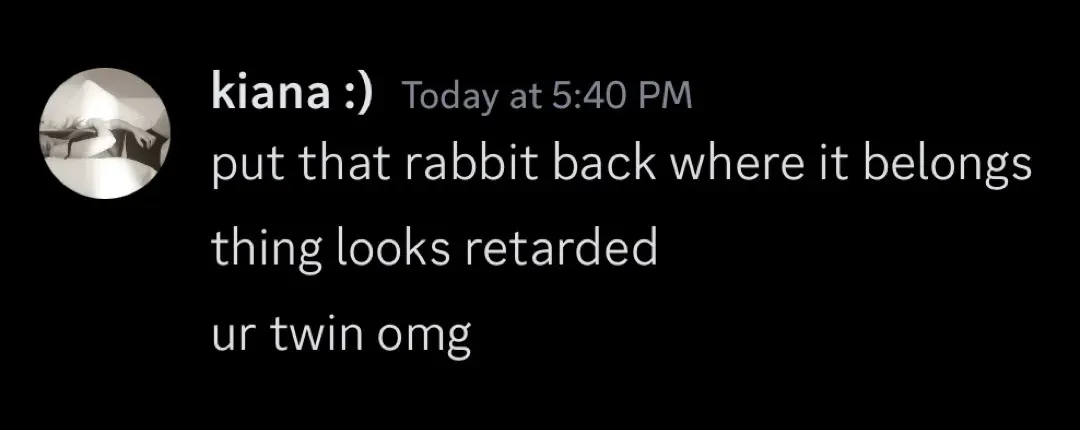 kiana :) Today at 5:40 PM
put that rabbit back where it belongs
thing looks retarded
ur twin omg